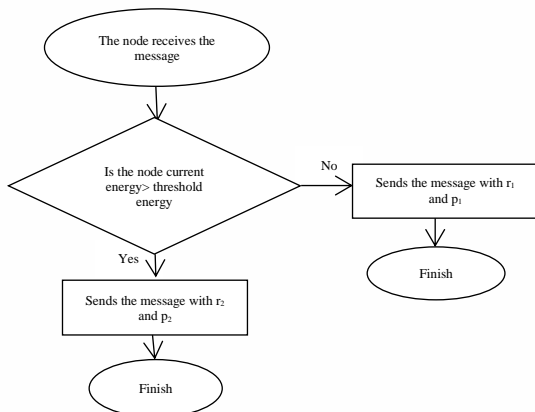 The node receives the
message
Is the node current
energy> threshold
energy
No
Sends the message with r₁
and p₁
Finish
Yes
Sends the message with r₂
and p₂
Finish